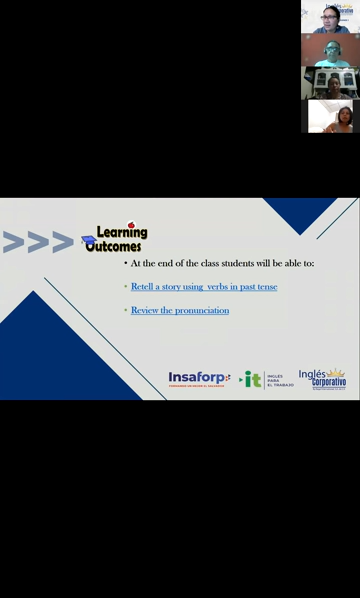 Learning
Outcomes
• At the end of the class students will be able to:
• Retell a story using verbs in past tense
• Review the pronunciation
Insaforp
it
INGLÉS
PARA
EL TRABAJO
Inglés
Corporativo